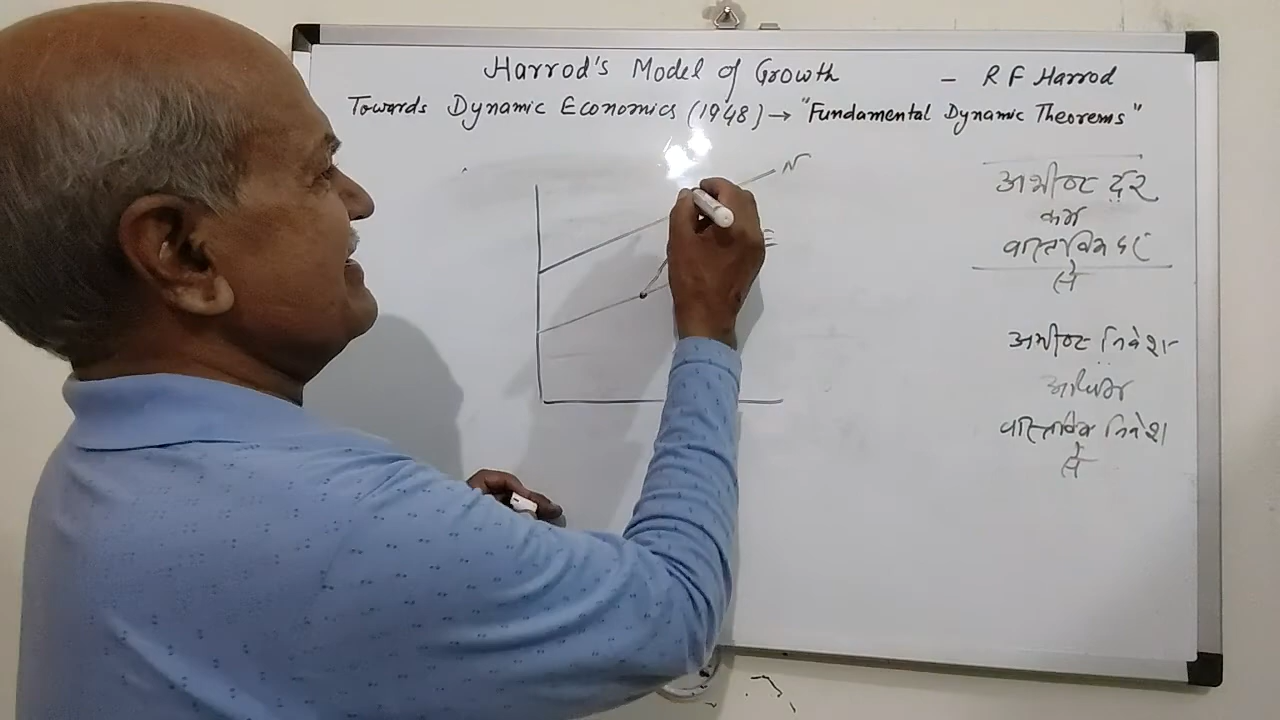 Harrod's Model of Growth - R F Harrod
Towards Dynamic Economics (1948) → "Fundamental Dynamic Theorems"
N
E
अभीष्ट दर
कम
वास्तविक दर
से
अभीष्ट निवेश
अधिक
वास्तविक निवेश
से